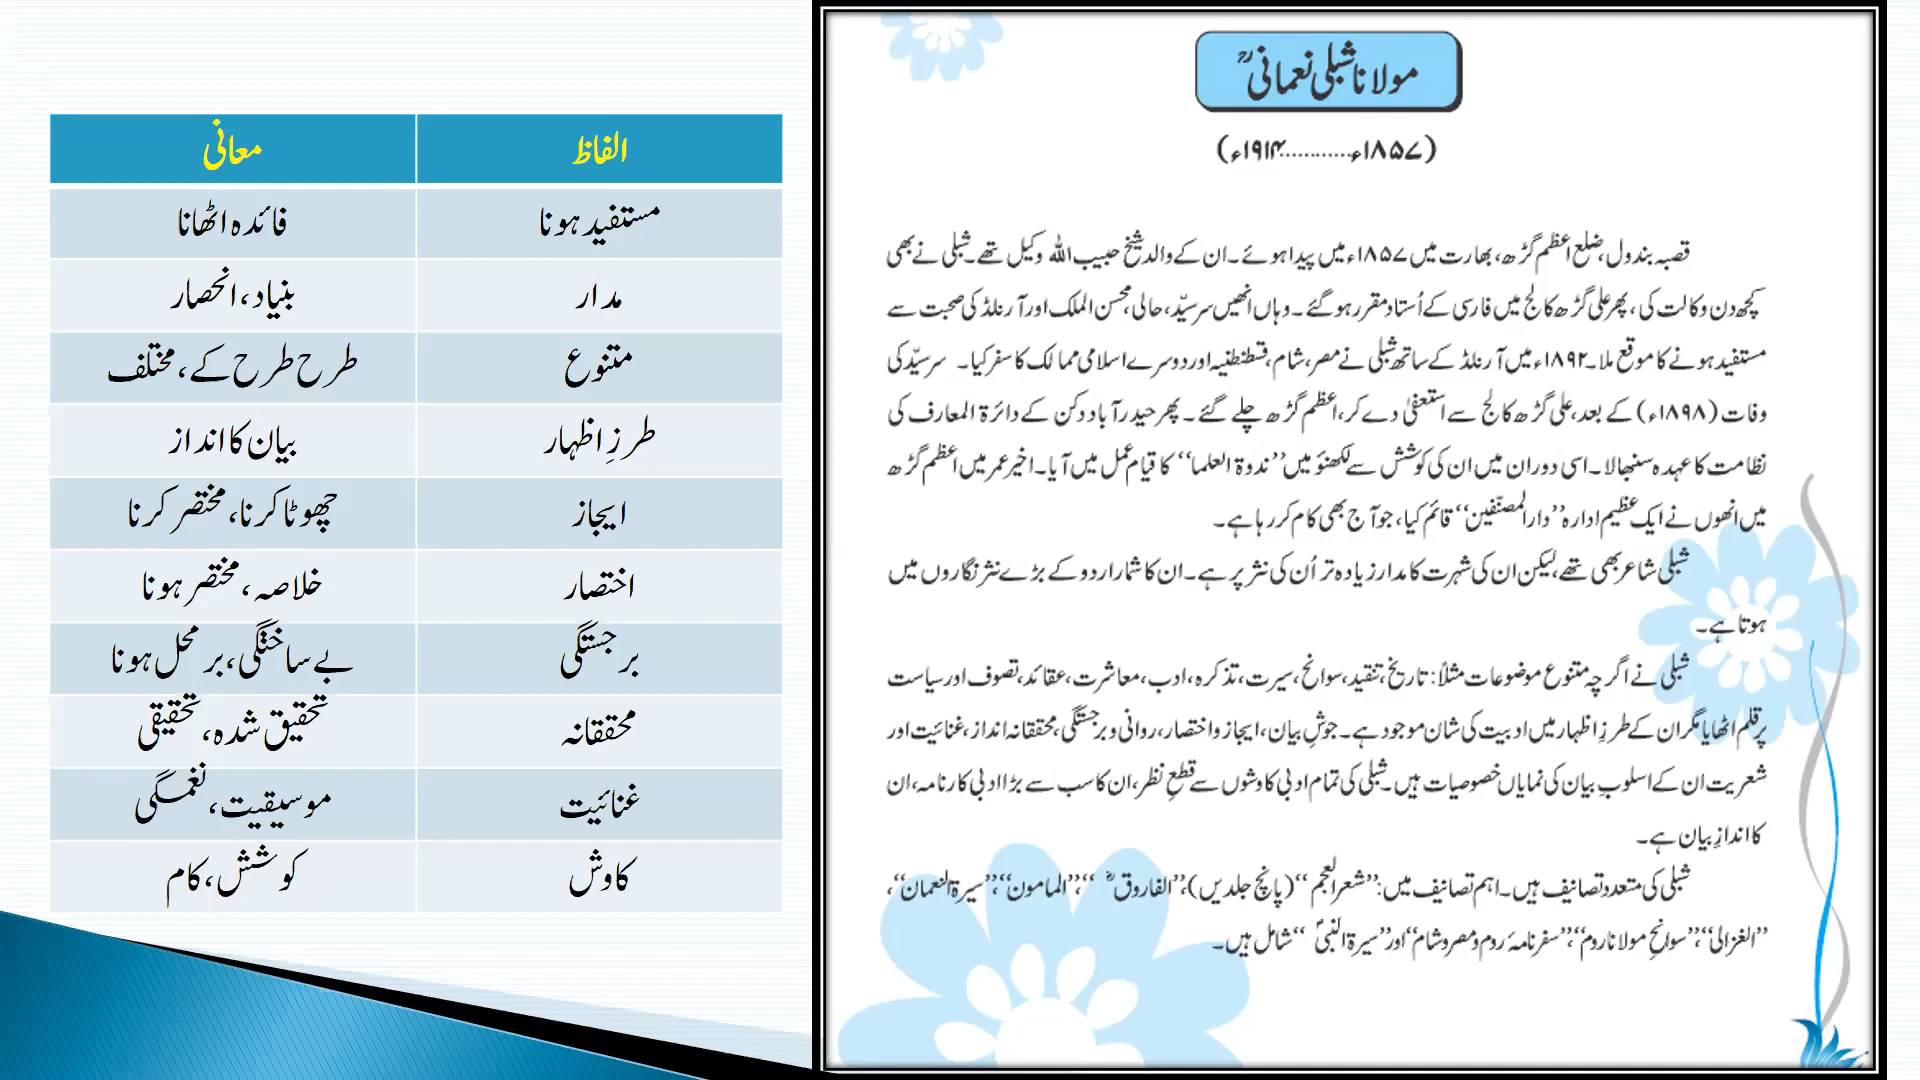 مولانا شبلی نعمانیؒ
(۱۸۵۷ء............۱۹۱۴ء)
قصبہ بندول، ضلع اعظم گڑھ، بھارت میں ۱۸۵۷ء میں پیدا ہوئے۔ ان کے والد شیخ حبیب اللہ وکیل تھے۔ شبلی نے بھی
کچھ دن وکالت کی، پھر علی گڑھ کالج میں فارسی کے اُستاد مقرر ہو گئے۔ وہاں انھیں سرسیّد، حالی، محسن الملک اور آرنلڈ کی صحبت سے
مستفید ہونے کا موقع ملا۔ ۱۸۹۲ء میں آرنلڈ کے ساتھ شبلی نے مصر، شام، قسطنطنیہ اور دوسرے اسلامی ممالک کا سفر کیا۔ سرسیّد کی
وفات (۱۸۹۸ء) کے بعد، علی گڑھ کالج سے استعفیٰ دے کر، اعظم گڑھ چلے گئے۔ پھر حیدر آباد دکن کے دائرۃ المعارف کی
نظامت کا عہدہ سنبھالا۔ اسی دوران میں ان کی کوشش سے لکھنؤ میں ’’ندوۃ العلما‘‘ کا قیام عمل میں آیا۔ اخیر عمر میں اعظم گڑھ
میں انھوں نے ایک عظیم ادارہ ’’دارالمصنّفین‘‘ قائم کیا، جو آج بھی کام کر رہا ہے۔
شبلی شاعر بھی تھے، لیکن ان کی شہرت کا مدار زیادہ تر اُن کی نثر پر ہے۔ ان کا شمار اردو کے بڑے نثر نگاروں میں
ہوتا ہے۔
شبلی نے اگرچہ متنوع موضوعات مثلاً: تاریخ، تنقید، سوانح، سیرت، تذکرہ، ادب، معاشرت، عقائد، تصوف اور سیاست
پر قلم اٹھایا مگر ان کے طرزِ اظہار میں ادبیت کی شان موجود ہے۔ جوشِ بیان، ایجاز و اختصار، روانی و برجستگی، محققانہ انداز، غنائیت اور
شعریت ان کے اسلوبِ بیان کی نمایاں خصوصیات ہیں۔ شبلی کی تمام ادبی کاوشوں سے قطعِ نظر، ان کا سب سے بڑا ادبی کارنامہ، ان
کا اندازِ بیان ہے۔
شبلی کی متعدد تصانیف ہیں۔ اہم تصانیف میں: ’’شعر العجم‘‘ (پانچ جلدیں)، ’’الفاروقؓ‘‘، ’’المامون‘‘، ’’سیرۃ النعمان‘‘،
’’الغزالی‘‘، ’’سوانحِ مولانا روم‘‘، ’’سفرنامۂ روم و مصر و شام‘‘ اور ’’سیرۃ النبیؐ‘‘ شامل ہیں۔
الفاظ معانی
مستفید ہونا فائدہ اٹھانا
مدار بنیاد، انحصار
متنوع طرح طرح کے، مختلف
طرزِ اظہار بیان کا انداز
ایجاز چھوٹا کرنا، مختصر کرنا
اختصار خلاصہ، مختصر ہونا
برجستگی بے ساختگی، برمحل ہونا
محققانہ تحقیق شدہ، تحقیقی
غنائیت موسیقیت، نغمگی
کاوش کوشش، کام